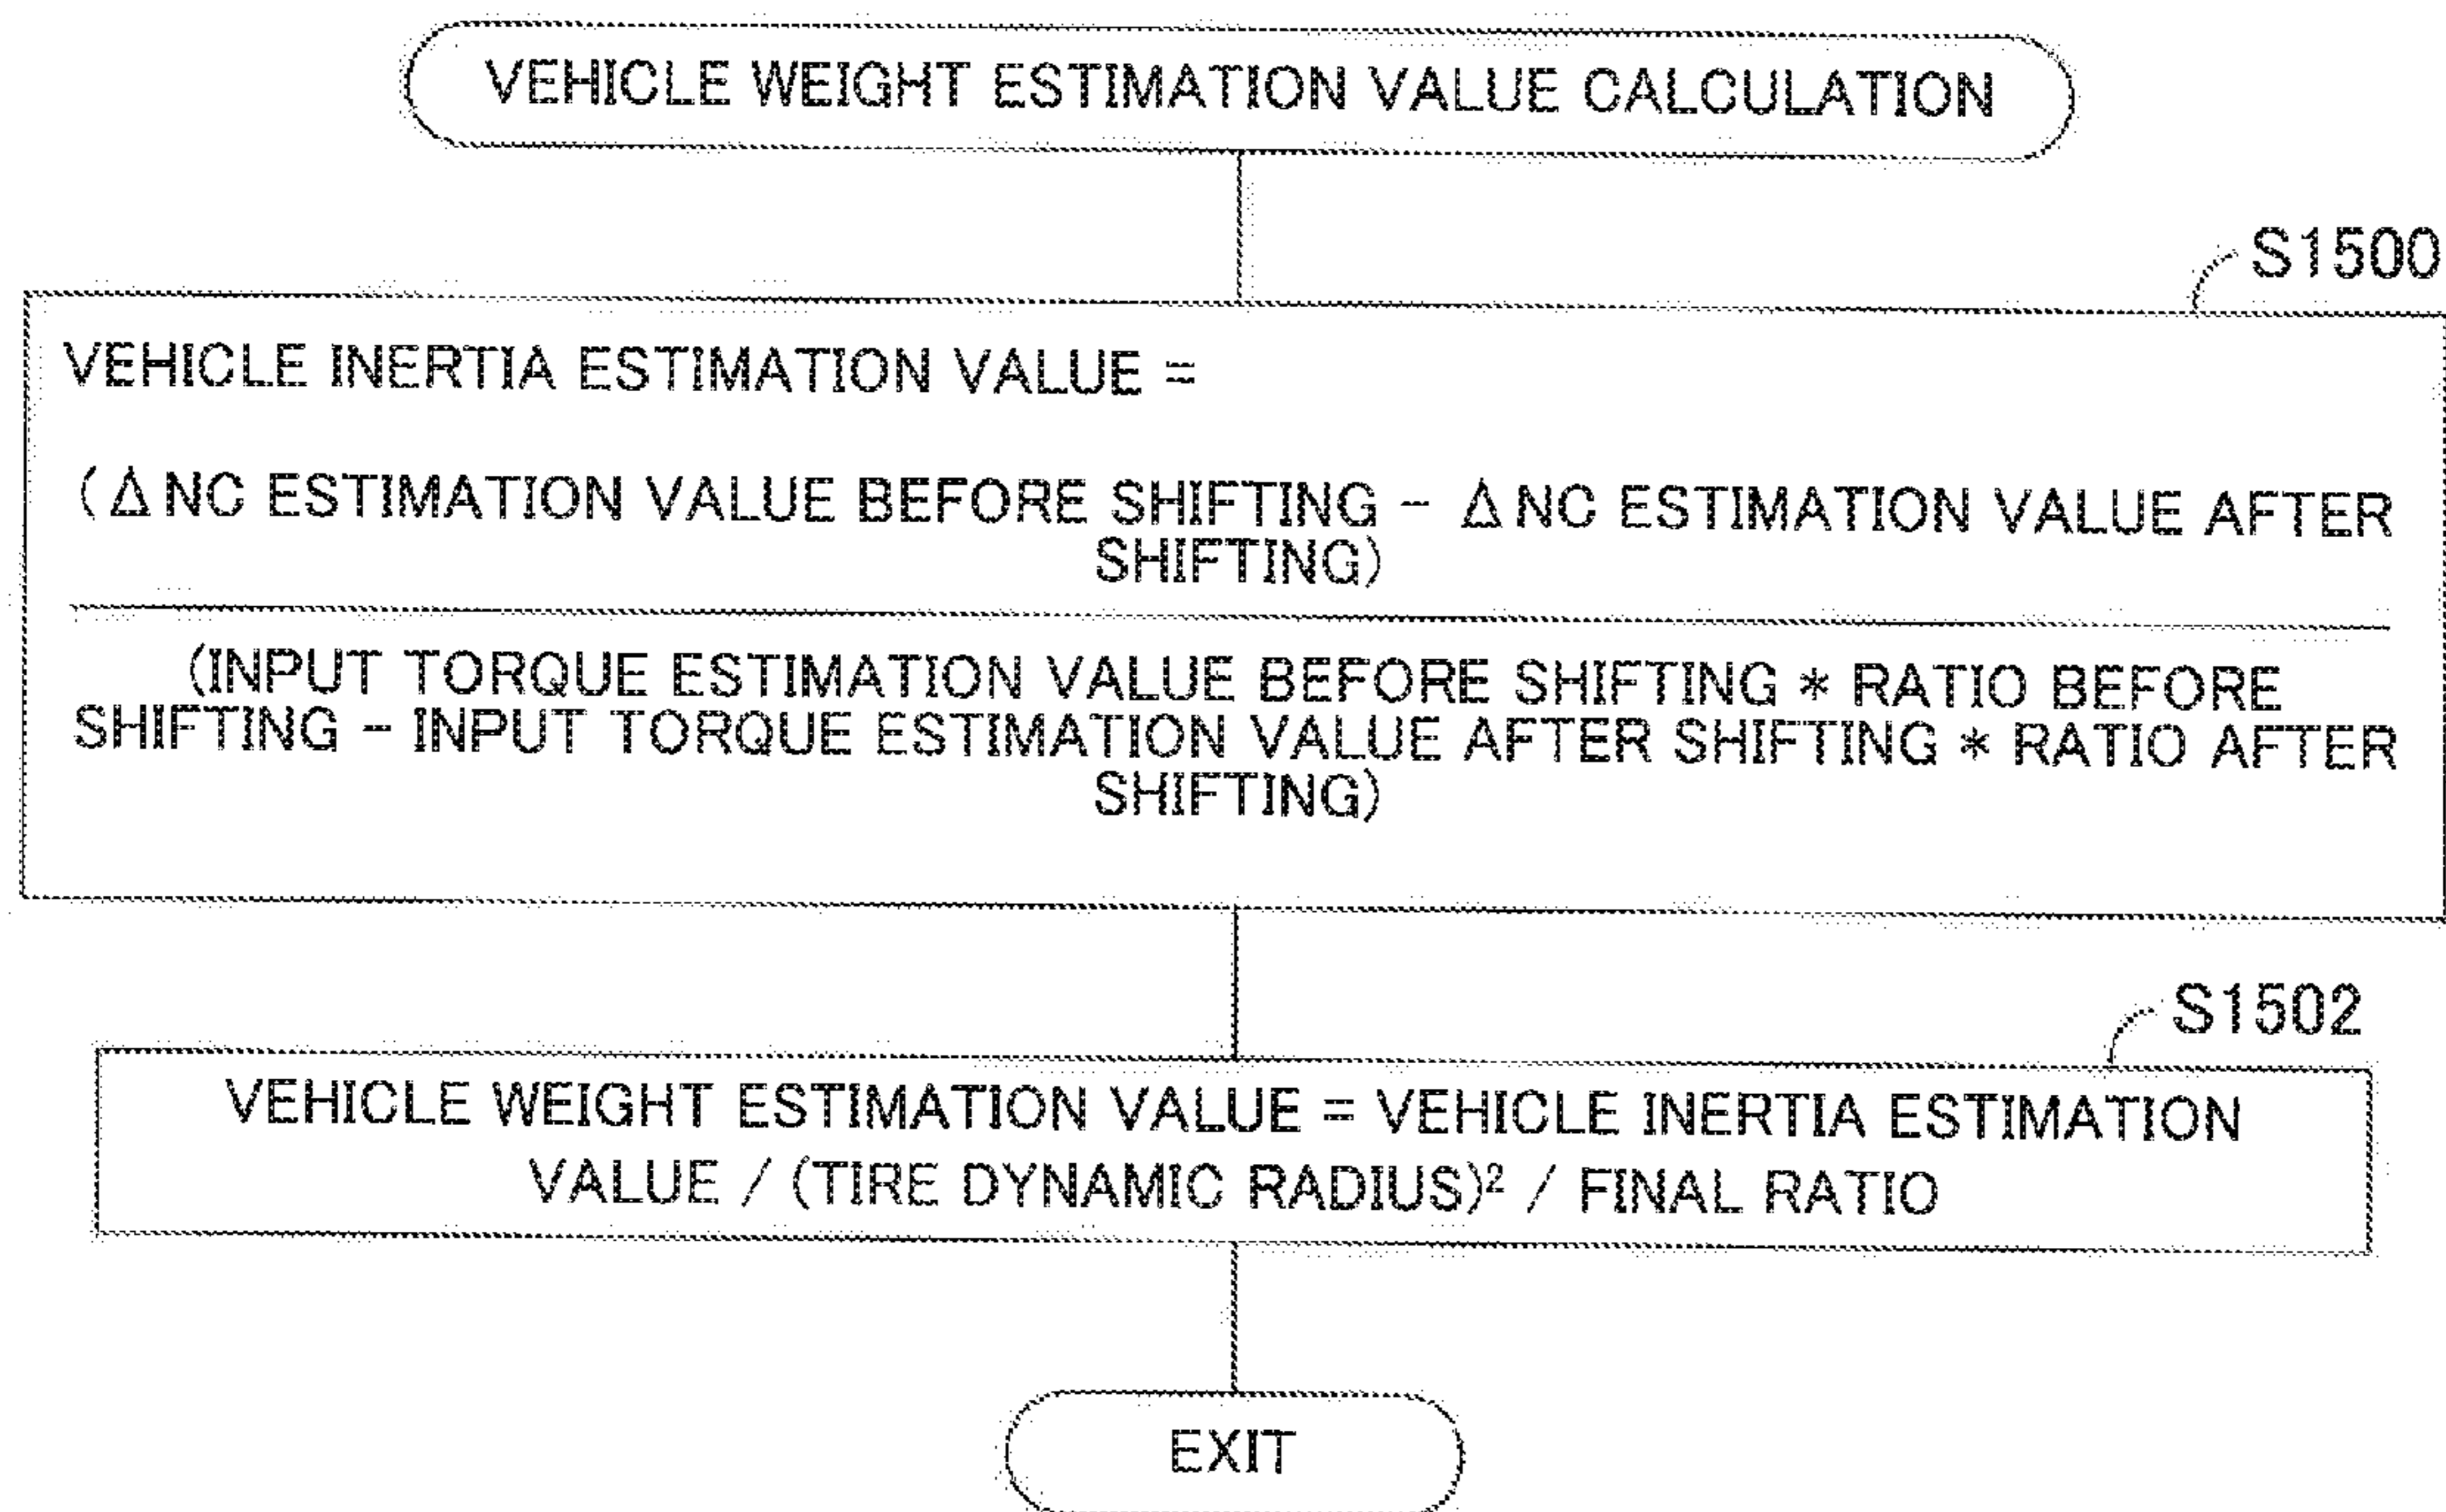 VEHICLE WEIGHT ESTIMATION VALUE CALCULATION
S1500
VEHICLE INERTIA ESTIMATION VALUE =
(Δ NC ESTIMATION VALUE BEFORE SHIFTING - Δ NC ESTIMATION VALUE AFTER
SHIFTING)
(INPUT TORQUE ESTIMATION VALUE BEFORE SHIFTING * RATIO BEFORE
SHIFTING - INPUT TORQUE ESTIMATION VALUE AFTER SHIFTING * RATIO AFTER
SHIFTING)
S1502
VEHICLE WEIGHT ESTIMATION VALUE = VEHICLE INERTIA ESTIMATION
VALUE / (TIRE DYNAMIC RADIUS)² / FINAL RATIO
EXIT